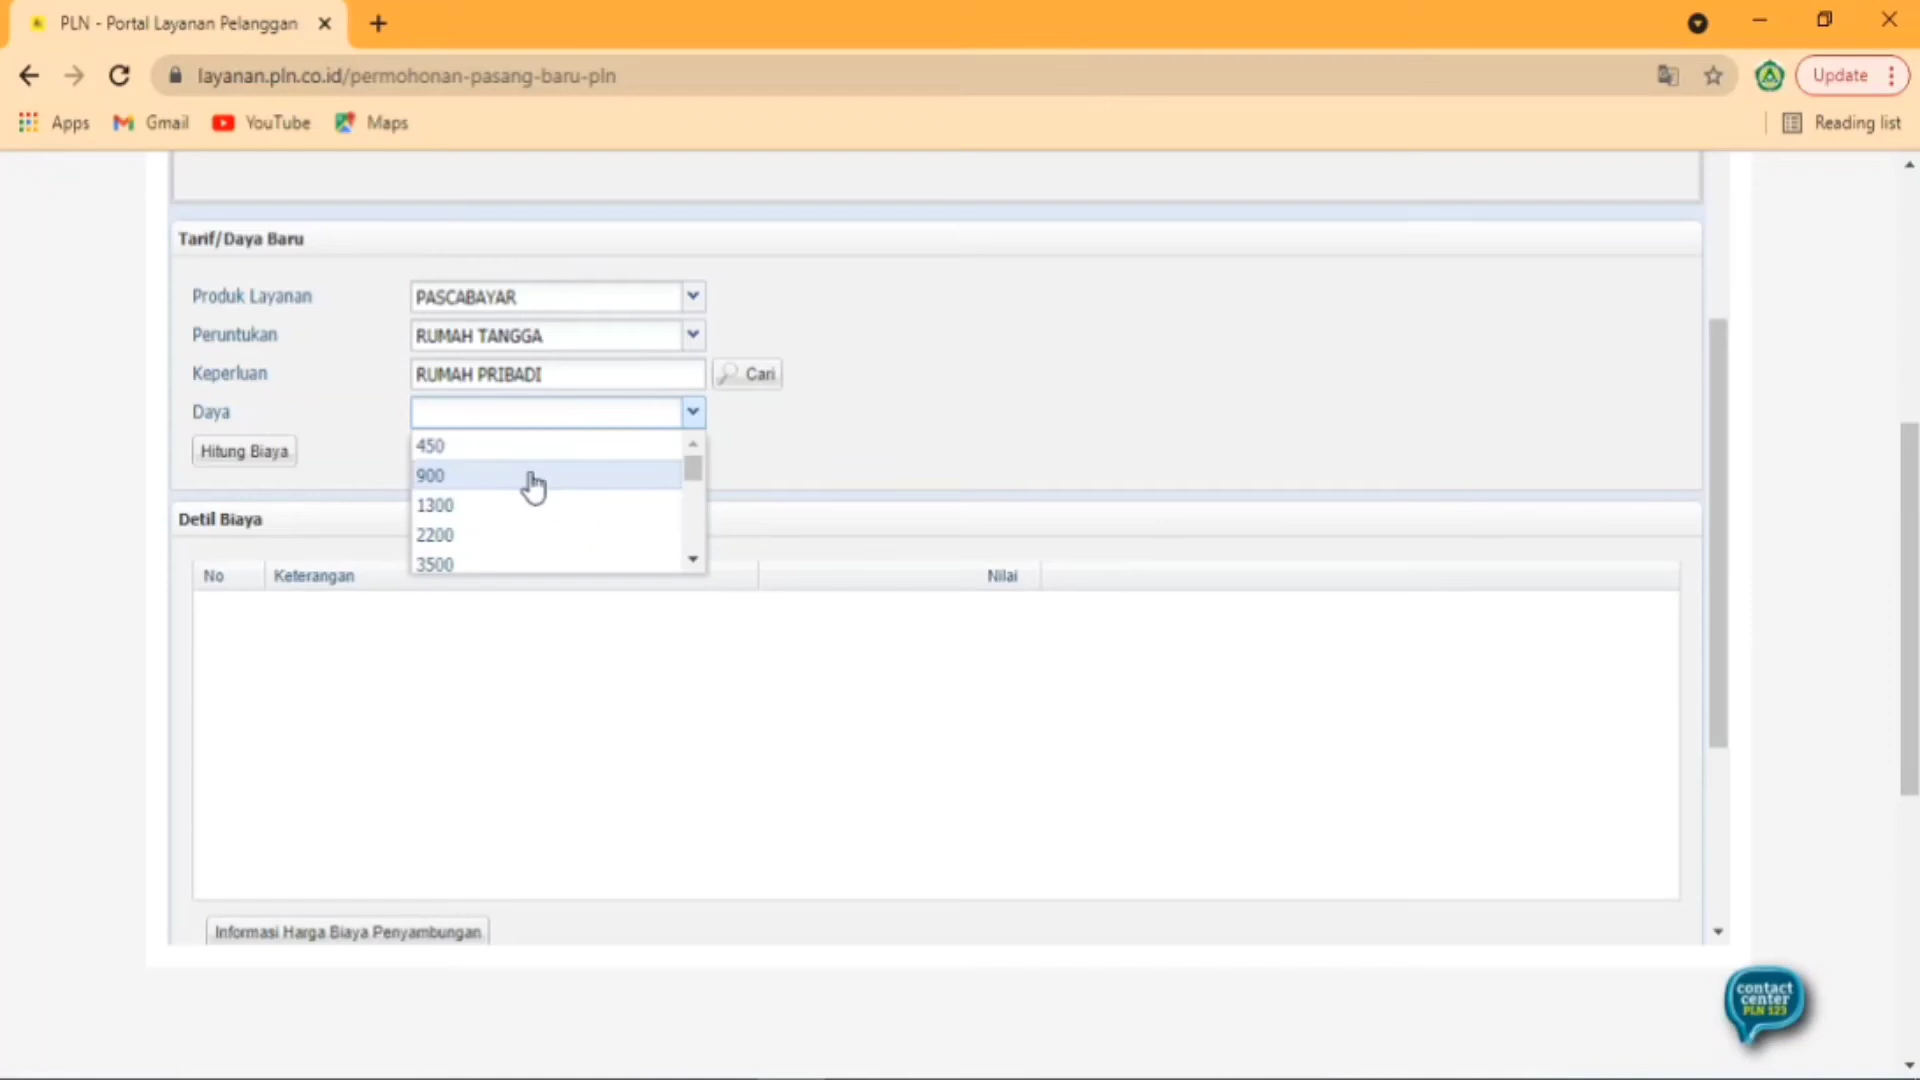 PLN - Portal Layanan Pelanggan
layanan.pln.co.id/permohonan-pasang-baru-pln
Update
Apps
Gmail
YouTube
Maps
Reading list
Tarif/Daya Baru
Produk Layanan
PASCABAYAR
Peruntukan
RUMAH TANGGA
Keperluan
RUMAH PRIBADI
Cari
Daya
Hitung Biaya
450
900
1300
2200
3500
Detil Biaya
No
Keterangan
Nilai
Informasi Harga Biaya Penyambungan
contact
center
PLN 123